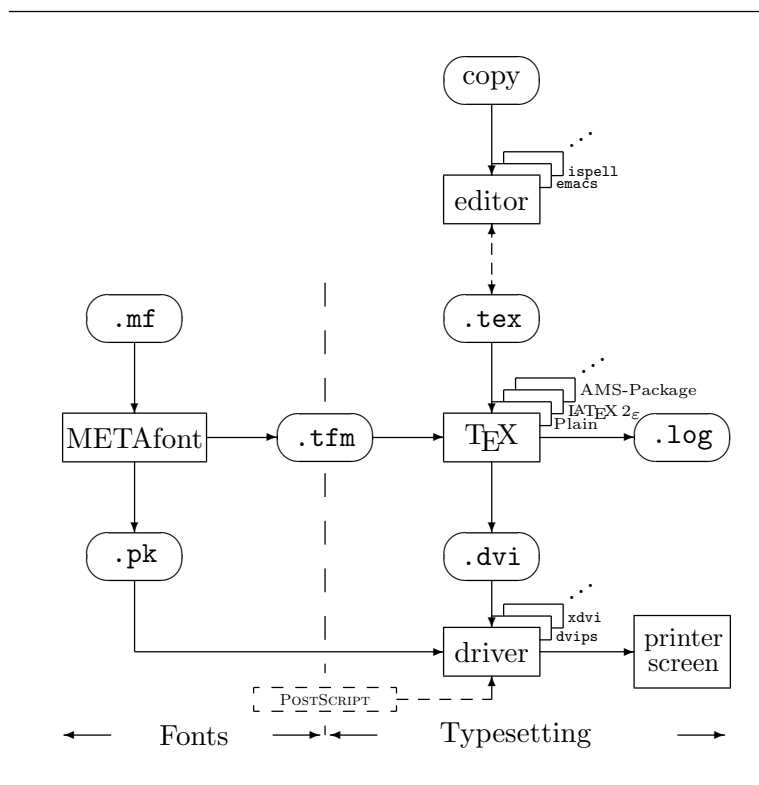 copy
ispell
emacs
editor
.mf
.tex
AMS-Package
LATEX 2ε
Plain
METAfont
.tfm
TEX
.log
.pk
.dvi
xdvi
dvips
driver
printer
screen
POSTSCRIPT
Fonts
Typesetting